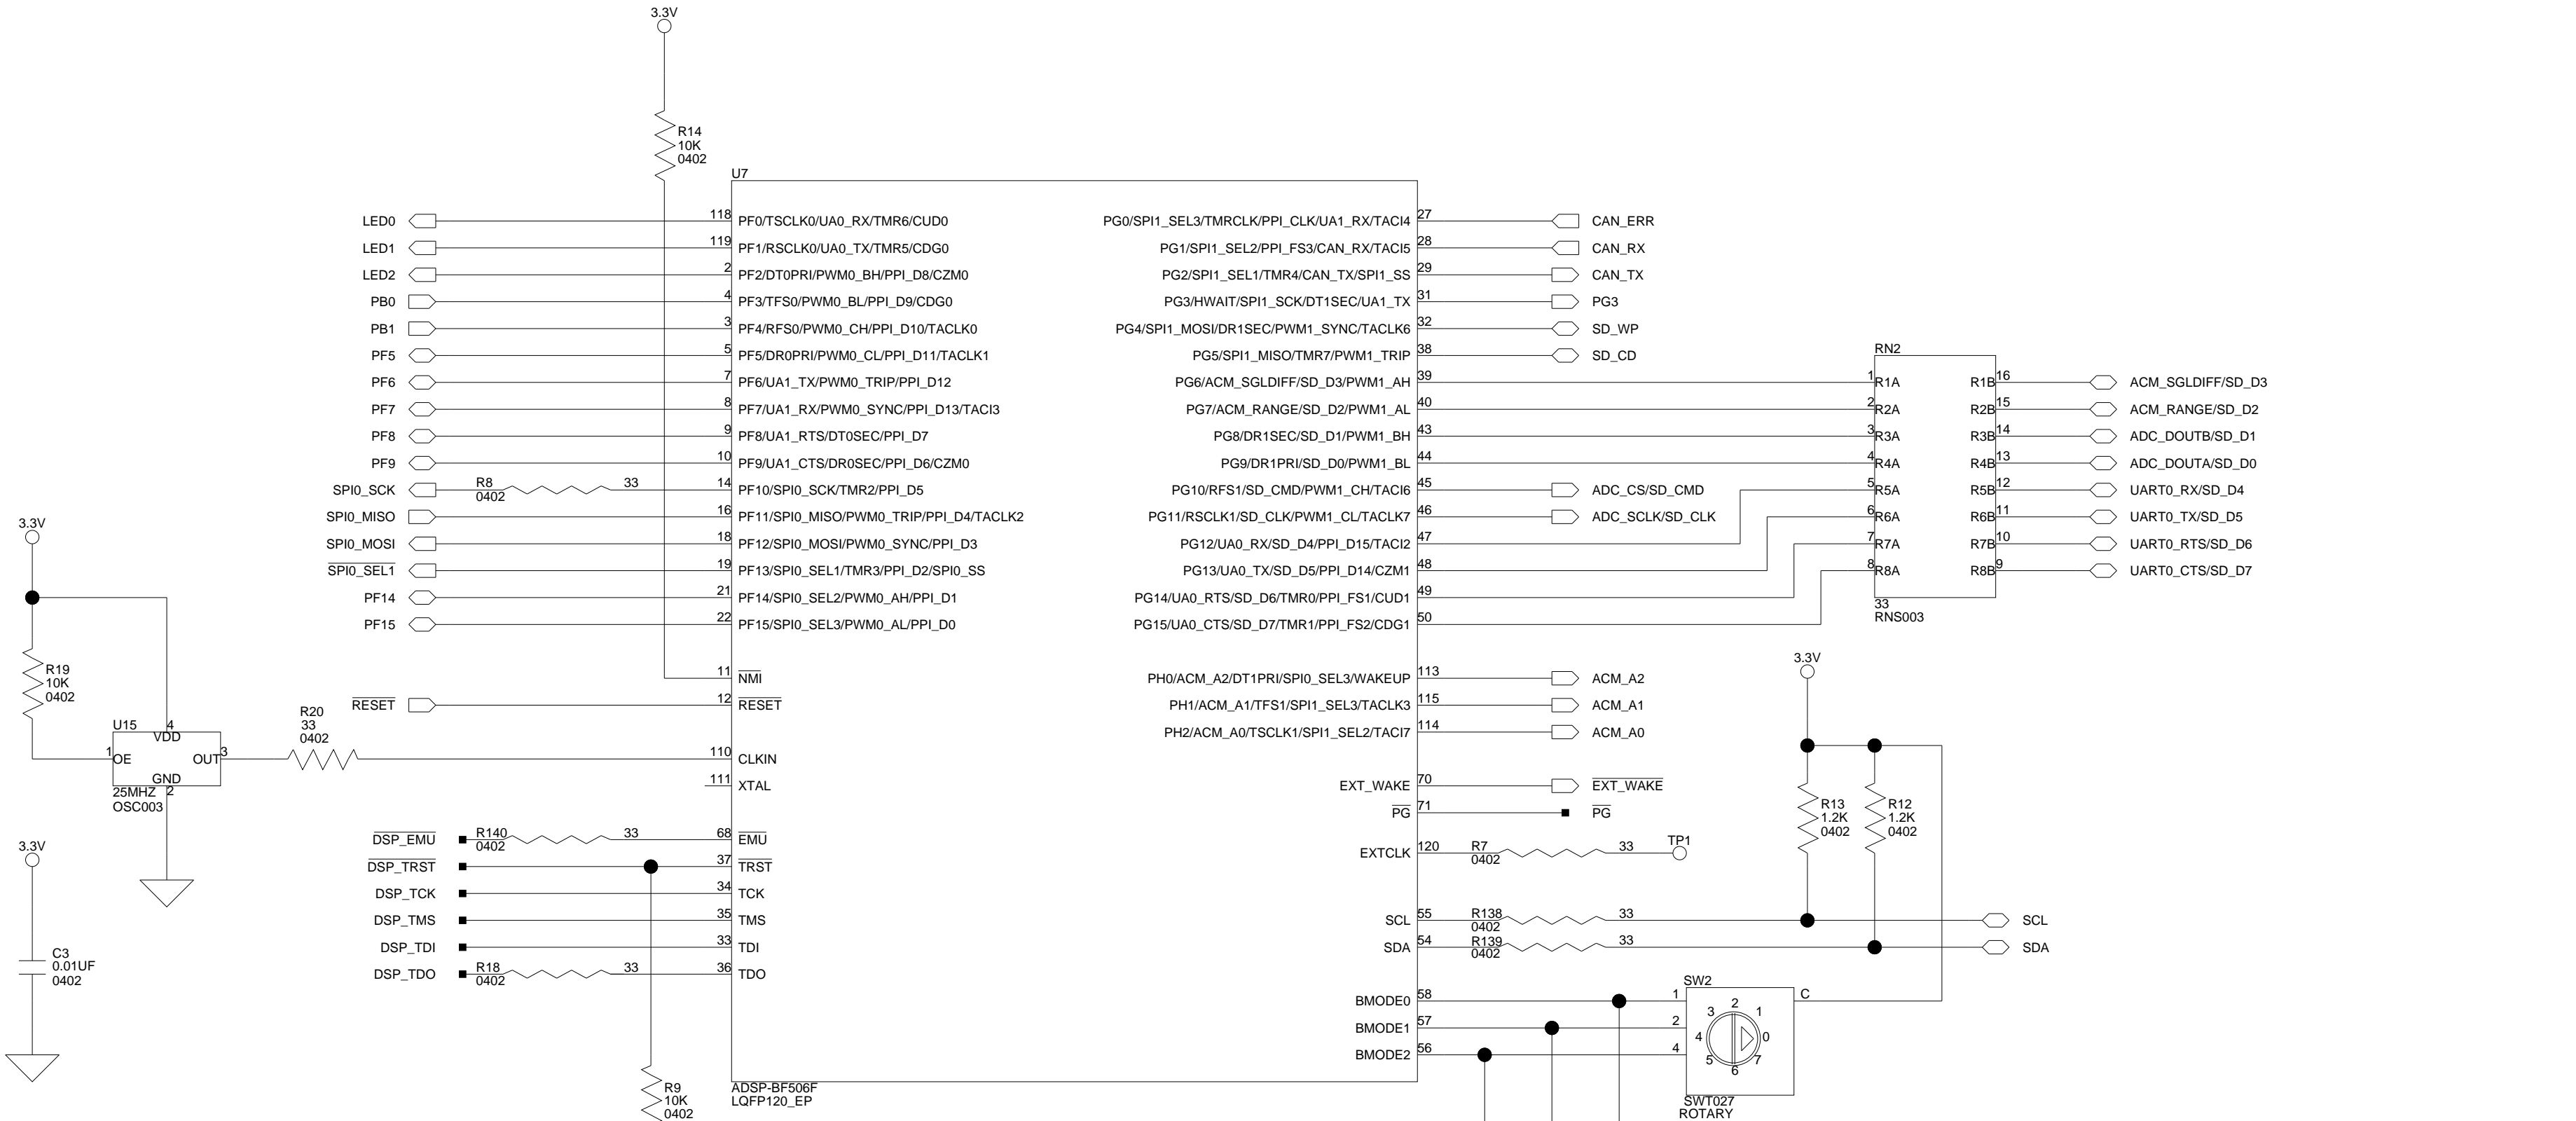 3.3V
R14
10K
0402
U7
LED0 118 PF0/TSCLK0/UA0_RX/TMR6/CUD0 PG0/SPI1_SEL3/TMRCLK/PPI_CLK/UA1_RX/TACI4 27 CAN_ERR
LED1 119 PF1/RSCLK0/UA0_TX/TMR5/CDG0 PG1/SPI1_SEL2/PPI_FS3/CAN_RX/TACI5 28 CAN_RX
LED2 2 PF2/DT0PRI/PWM0_BH/PPI_D8/CZM0 PG2/SPI1_SEL1/TMR4/CAN_TX/SPI1_SS 29 CAN_TX
PB0 4 PF3/TFS0/PWM0_BL/PPI_D9/CDG0 PG3/HWAIT/SPI1_SCK/DT1SEC/UA1_TX 31 PG3
PB1 3 PF4/RFS0/PWM0_CH/PPI_D10/TACLK0 PG4/SPI1_MOSI/DR1SEC/PWM1_SYNC/TACLK6 32 SD_WP
PF5 5 PF5/DR0PRI/PWM0_CL/PPI_D11/TACLK1 PG5/SPI1_MISO/TMR7/PWM1_TRIP 38 SD_CD
RN2
PF6 7 PF6/UA1_TX/PWM0_TRIP/PPI_D12 PG6/ACM_SGLDIFF/SD_D3/PWM1_AH 39 1 R1A R1B 16 ACM_SGLDIFF/SD_D3
PF7 8 PF7/UA1_RX/PWM0_SYNC/PPI_D13/TACI3 PG7/ACM_RANGE/SD_D2/PWM1_AL 40 2 R2A R2B 15 ACM_RANGE/SD_D2
PF8 9 PF8/UA1_RTS/DT0SEC/PPI_D7 PG8/DR1SEC/SD_D1/PWM1_BH 43 3 R3A R3B 14 ADC_DOUTB/SD_D1
PF9 10 PF9/UA1_CTS/DR0SEC/PPI_D6/CZM0 PG9/DR1PRI/SD_D0/PWM1_BL 44 4 R4A R4B 13 ADC_DOUTA/SD_D0
SPI0_SCK R8 0402 33 14 PF10/SPI0_SCK/TMR2/PPI_D5 PG10/RFS1/SD_CMD/PWM1_CH/TACI6 45 ADC_CS/SD_CMD 5 R5A R5B 12 UART0_RX/SD_D4
SPI0_MISO 16 PF11/SPI0_MISO/PWM0_TRIP/PPI_D4/TACLK2 PG11/RSCLK1/SD_CLK/PWM1_CL/TACLK7 46 ADC_SCLK/SD_CLK 6 R6A R6B 11 UART0_TX/SD_D5
SPI0_MOSI 18 PF12/SPI0_MOSI/PWM0_SYNC/PPI_D3 PG12/UA0_RX/SD_D4/PPI_D15/TACI2 47 7 R7A R7B 10 UART0_RTS/SD_D6
SPI0_SEL1 19 PF13/SPI0_SEL1/TMR3/PPI_D2/SPI0_SS PG13/UA0_TX/SD_D5/PPI_D14/CZM1 48 8 R8A R8B 9 UART0_CTS/SD_D7
PF14 21 PF14/SPI0_SEL2/PWM0_AH/PPI_D1 PG14/UA0_RTS/SD_D6/TMR0/PPI_FS1/CUD1 49
33
RNS003
PF15 22 PF15/SPI0_SEL3/PWM0_AL/PPI_D0 PG15/UA0_CTS/SD_D7/TMR1/PPI_FS2/CDG1 50
3.3V
R19
10K
0402
11 NMI PH0/ACM_A2/DT1PRI/SPI0_SEL3/WAKEUP 113 ACM_A2
RESET 12 RESET PH1/ACM_A1/TFS1/SPI1_SEL3/TACLK3 115 ACM_A1
PH2/ACM_A0/TSCLK1/SPI1_SEL2/TACI7 114 ACM_A0
U15
4
VDD
1 OE OUT 3
GND
2
25MHZ
OSC003
R20
33
0402
110 CLKIN
111 XTAL
EXT_WAKE 70 EXT_WAKE
PG 71 PG
EXTCLK 120 R7 0402 33 TP1
3.3V
R13
1.2K
0402
R12
1.2K
0402
3.3V
C3
0.01UF
0402
DSP_EMU R140 0402 33 68 EMU
DSP_TRST 37 TRST
DSP_TCK 34 TCK
DSP_TMS 35 TMS
DSP_TDI 33 TDI
DSP_TDO R18 0402 33 36 TDO
SCL 55 R138 0402 33 SCL
SDA 54 R139 0402 33 SDA
SW2
BMODE0 58 1 C
BMODE1 57 2
BMODE2 56 4
3 2 1
4 0
5 6 7
SWT027
ROTARY
R9
10K
0402
ADSP-BF506F
LQFP120_EP